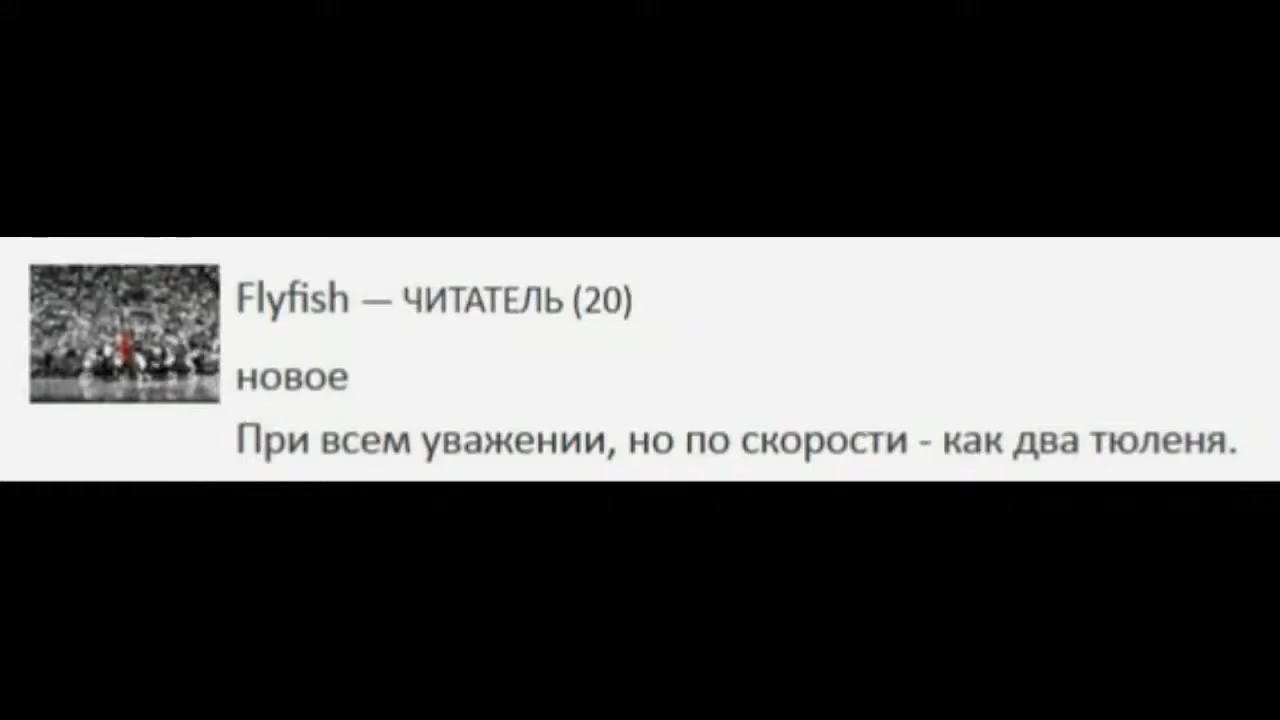 Flyfish — ЧИТАТЕЛЬ (20)
новое
При всем уважении, но по скорости - как два тюленя.